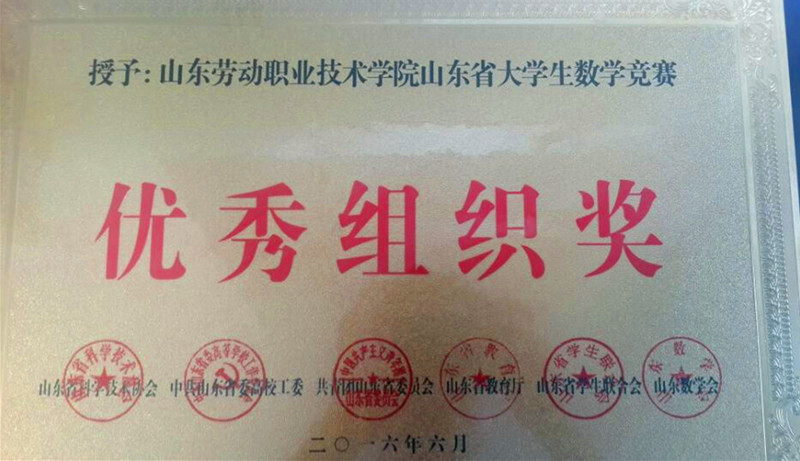 授予:山东劳动职业技术学院山东省大学生数学竞赛
优秀组织奖
山东省科学技术协会 中共山东省委高校工委 共青团山东省委员会 山东省教育厅 山东省学生联合会 山东数学会
二〇一六年六月